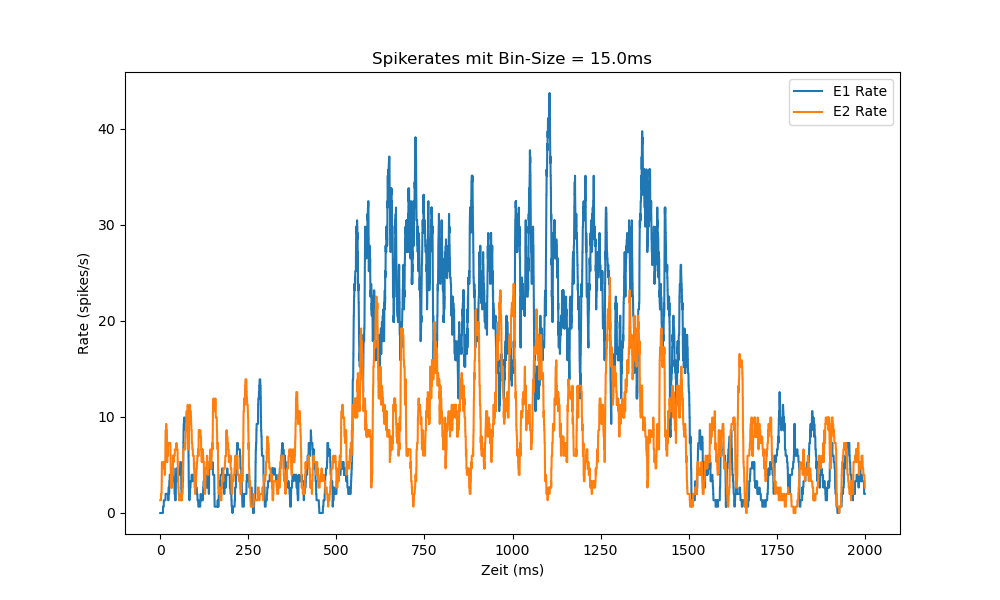 Spikerates mit Bin-Size = 15.0ms
E1 Rate
E2 Rate
Rate (spikes/s)
40
30
20
10
0
0 250 500 750 1000 1250 1500 1750 2000
Zeit (ms)